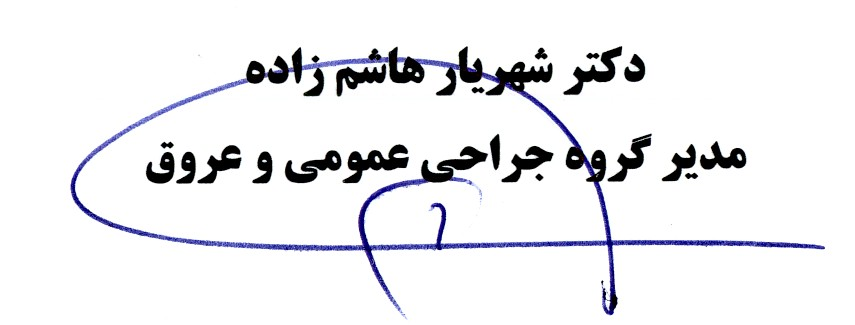 دکتر شهریار هاشم زاده
مدیر گروه جراحی عمومی و عروق